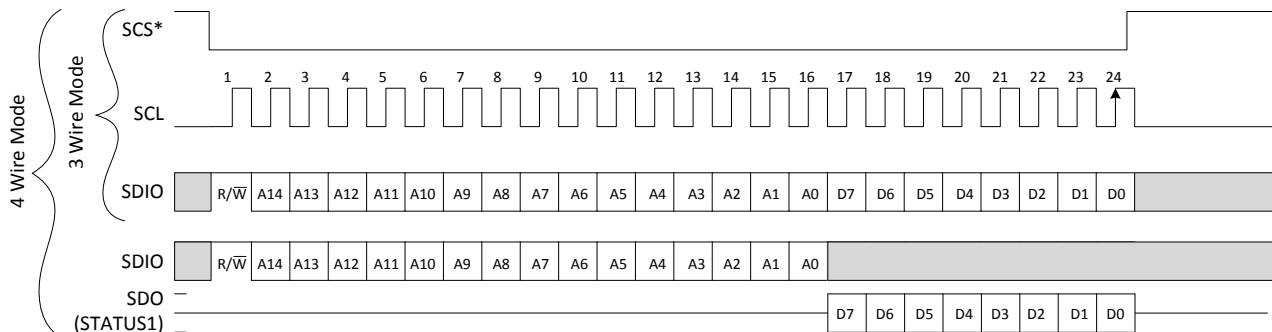 4 Wire Mode
3 Wire Mode
SCS*
1 2 3 4 5 6 7 8 9 10 11 12 13 14 15 16 17 18 19 20 21 22 23 24
SCL
SDIO R/W̅ A14 A13 A12 A11 A10 A9 A8 A7 A6 A5 A4 A3 A2 A1 A0 D7 D6 D5 D4 D3 D2 D1 D0
SDIO R/W̅ A14 A13 A12 A11 A10 A9 A8 A7 A6 A5 A4 A3 A2 A1 A0
SDO
(STATUS1) D7 D6 D5 D4 D3 D2 D1 D0